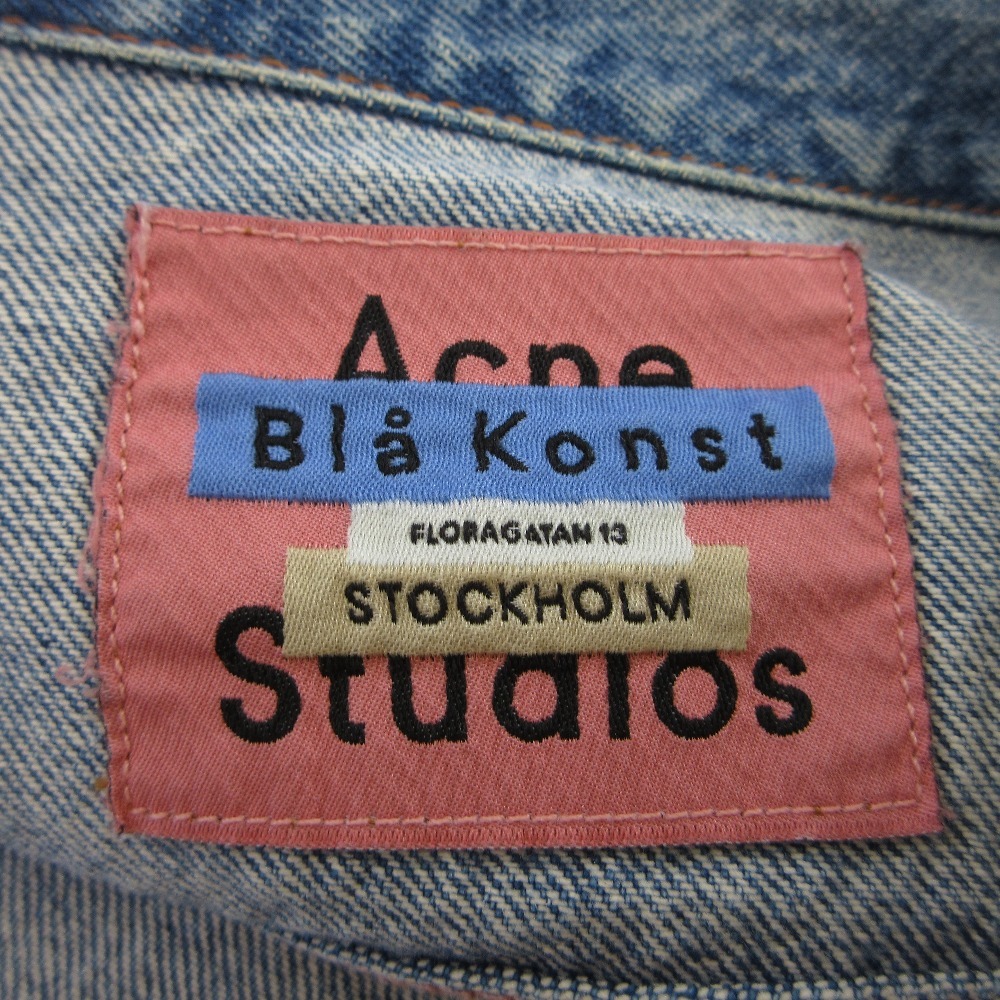 Acne
Blå Konst
FLORAGATAN 13
STOCKHOLM
Studios